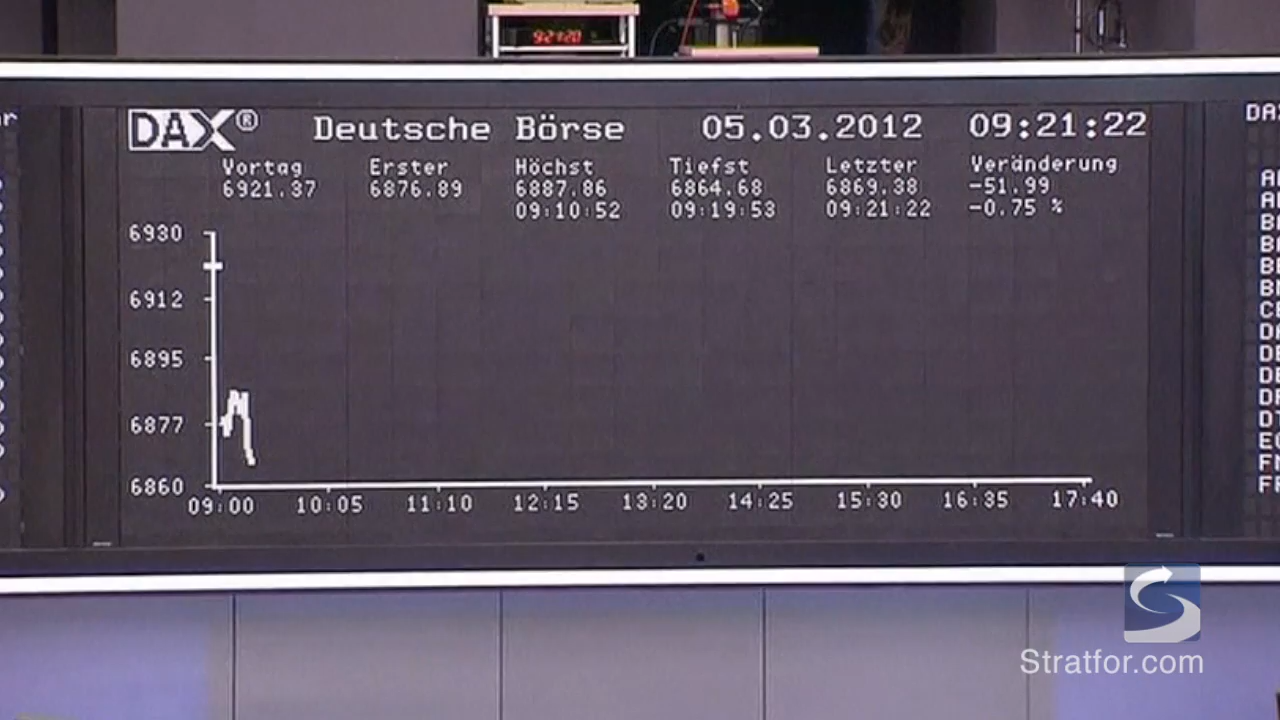 9:21:20
DAX® Deutsche Börse 05.03.2012 09:21:22
Vortag Erster Höchst Tiefst Letzter Veränderung
6921.37 6876.89 6887.86 6864.68 6869.38 -51.99
09:10:52 09:19:53 09:21:22 -0.75 %
6930
6912
6895
6877
6860
09:00 10:05 11:10 12:15 13:20 14:25 15:30 16:35 17:40
Stratfor.com